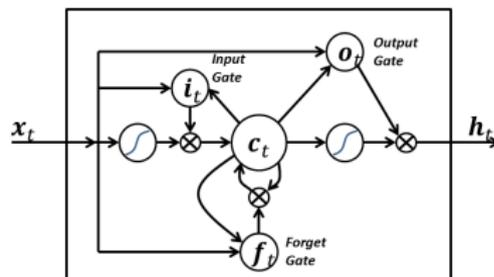 Input
Gate
o_t
Output
Gate
i_t
x_t
c_t
h_t
f_t
Forget
Gate